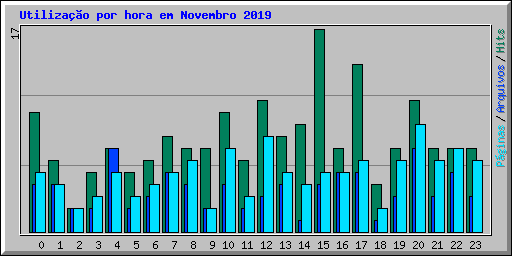 Utilização por hora em Novembro 2019
17
Páginas / Arquivos / Hits
0 1 2 3 4 5 6 7 8 9 10 11 12 13 14 15 16 17 18 19 20 21 22 23